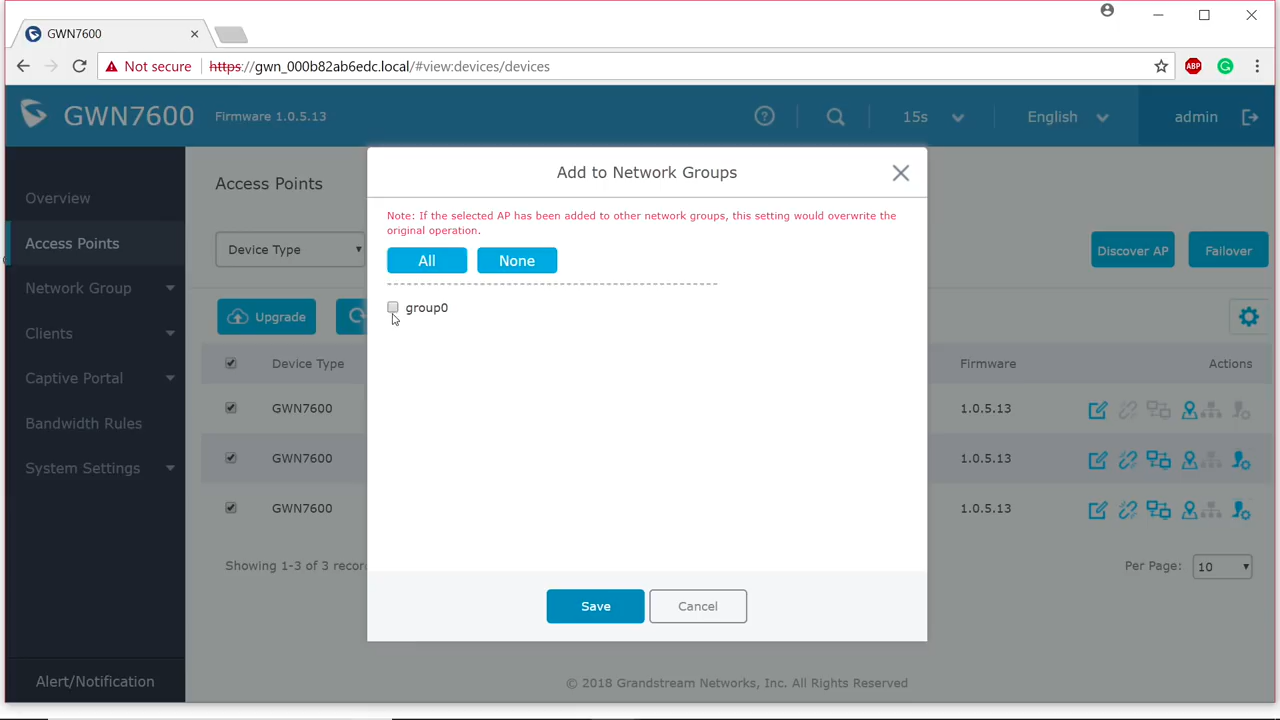 GWN7600
Not secure https://gwn_000b82ab6edc.local/#view:devices/devices
ABP
GWN7600 Firmware 1.0.5.13 15s English admin
Overview
Access Points
Network Group
Clients
Captive Portal
Bandwidth Rules
System Settings
Alert/Notification
Access Points
Device Type Discover AP Failover
Upgrade
Device Type Firmware Actions
GWN7600 1.0.5.13
GWN7600 1.0.5.13
GWN7600 1.0.5.13
Showing 1-3 of 3 recor Per Page: 10
© 2018 Grandstream Networks, Inc. All Rights Reserved
Add to Network Groups
Note: If the selected AP has been added to other network groups, this setting would overwrite the
original operation.
All None
group0
Save Cancel